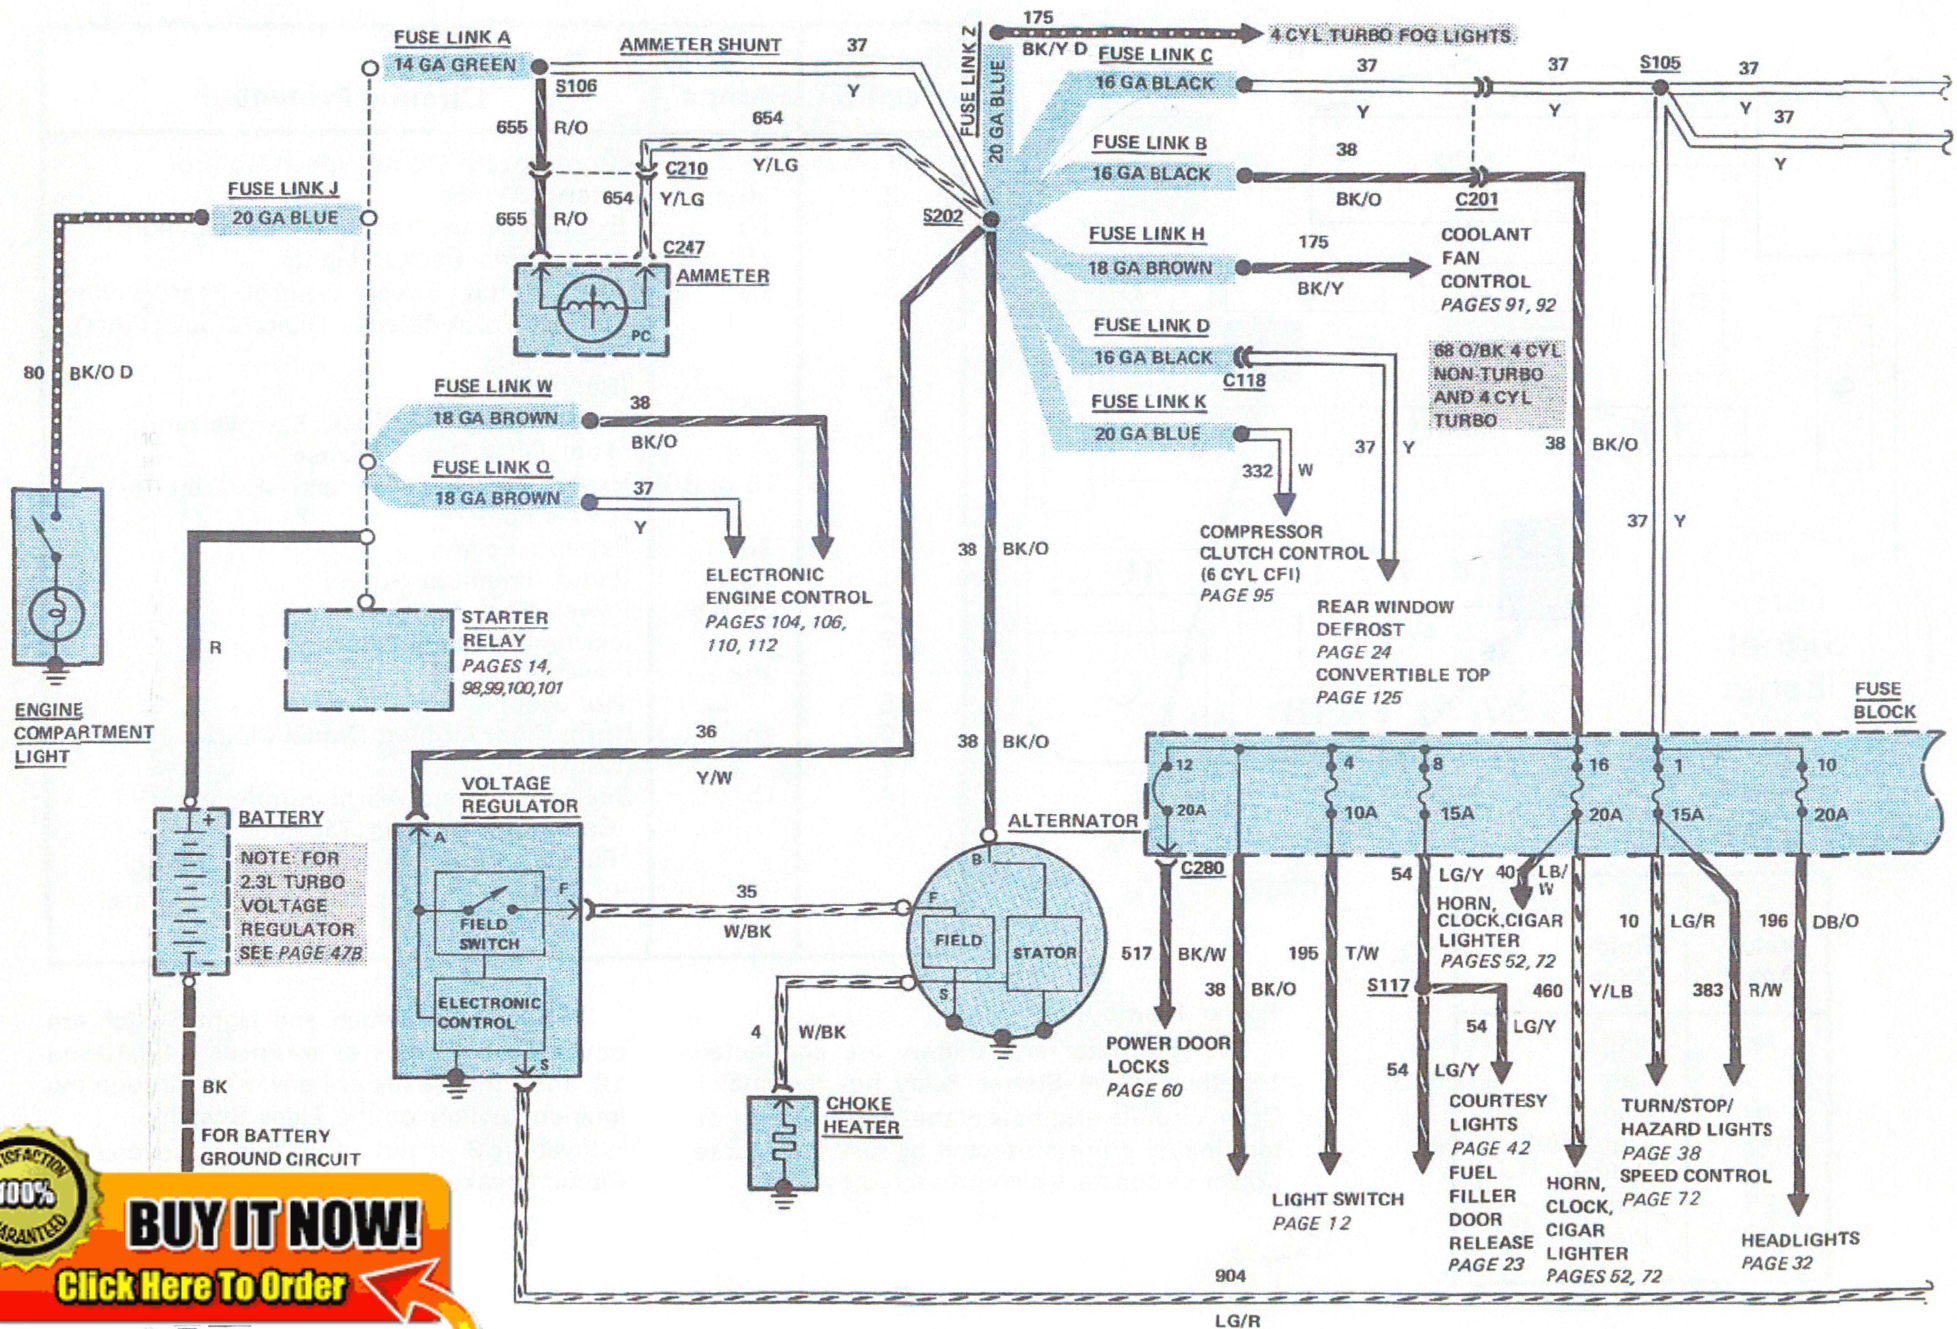 175
BK/Y D
4 CYL TURBO FOG LIGHTS
FUSE LINK Z
20 GA BLUE
FUSE LINK A
14 GA GREEN
S106
AMMETER SHUNT
37
Y
654
Y/LG
655
R/O
C210
654
Y/LG
655
R/O
C247
AMMETER
PC
FUSE LINK C
16 GA BLACK
37
Y
37
Y
S105
37
Y
37
Y
FUSE LINK B
16 GA BLACK
38
BK/O
C201
FUSE LINK J
20 GA BLUE
S202
FUSE LINK H
18 GA BROWN
175
BK/Y
COOLANT
FAN
CONTROL
PAGES 91, 92
FUSE LINK D
16 GA BLACK
C118
68 O/BK 4 CYL
NON-TURBO
AND 4 CYL
TURBO
80
BK/O D
FUSE LINK W
18 GA BROWN
38
BK/O
FUSE LINK K
20 GA BLUE
332
W
37
Y
38
BK/O
FUSE LINK Q
18 GA BROWN
37
Y
COMPRESSOR
CLUTCH CONTROL
(6 CYL CFI)
PAGE 95
37
Y
38
BK/O
ELECTRONIC
ENGINE CONTROL
PAGES 104, 106,
110, 112
REAR WINDOW
DEFROST
PAGE 24
CONVERTIBLE TOP
PAGE 125
STARTER
RELAY
PAGES 14,
98,99,100,101
R
ENGINE
COMPARTMENT
LIGHT
36
Y/W
38
BK/O
FUSE
BLOCK
12
20A
4
10A
8
15A
16
20A
1
15A
10
20A
VOLTAGE
REGULATOR
A
F
FIELD
SWITCH
ELECTRONIC
CONTROL
S
BATTERY
+
NOTE: FOR
2.3L TURBO
VOLTAGE
REGULATOR
SEE PAGE 47B
ALTERNATOR
B
F
FIELD
STATOR
S
35
W/BK
4
W/BK
C280
54
LG/Y
40
LB/
W
HORN,
CLOCK,CIGAR
LIGHTER
PAGES 52, 72
10
LG/R
196
DB/O
517
BK/W
38
BK/O
195
T/W
S117
54
LG/Y
54
LG/Y
460
Y/LB
383
R/W
POWER DOOR
LOCKS
PAGE 60
CHOKE
HEATER
BK
FOR BATTERY
GROUND CIRCUIT
COURTESY
LIGHTS
PAGE 42
FUEL
FILLER
DOOR
RELEASE
PAGE 23
TURN/STOP/
HAZARD LIGHTS
PAGE 38
SPEED CONTROL
PAGE 72
LIGHT SWITCH
PAGE 12
HORN,
CLOCK,
CIGAR
LIGHTER
PAGES 52, 72
HEADLIGHTS
PAGE 32
904
LG/R
100%
BUY IT NOW!
Click Here To Order